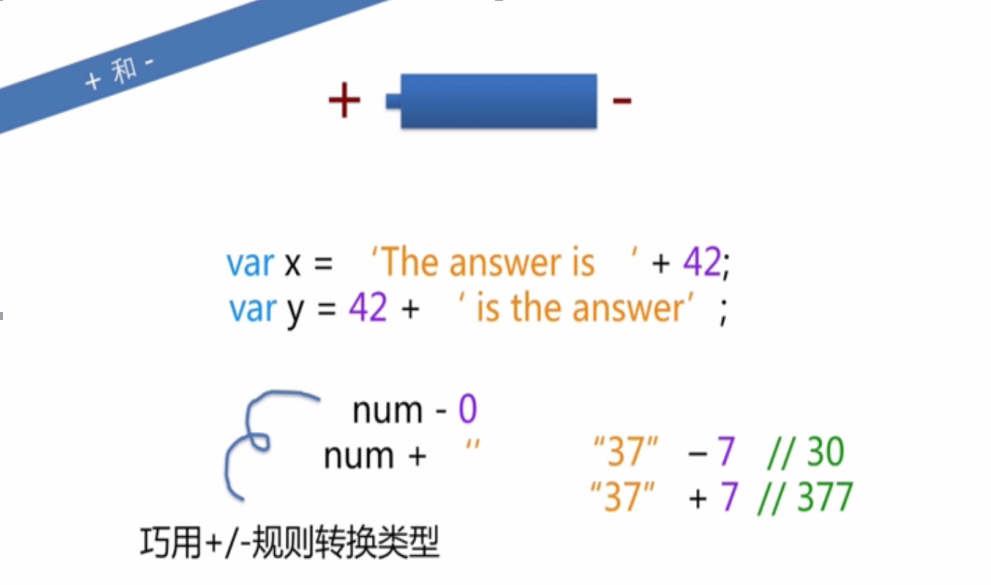 + 和 -
+ -
var x = ‘The answer is ‘ + 42;
var y = 42 + ‘ is the answer’ ;
num - 0
num + ‘’
“37” – 7 // 30
“37” + 7 // 377
巧用+/-规则转换类型